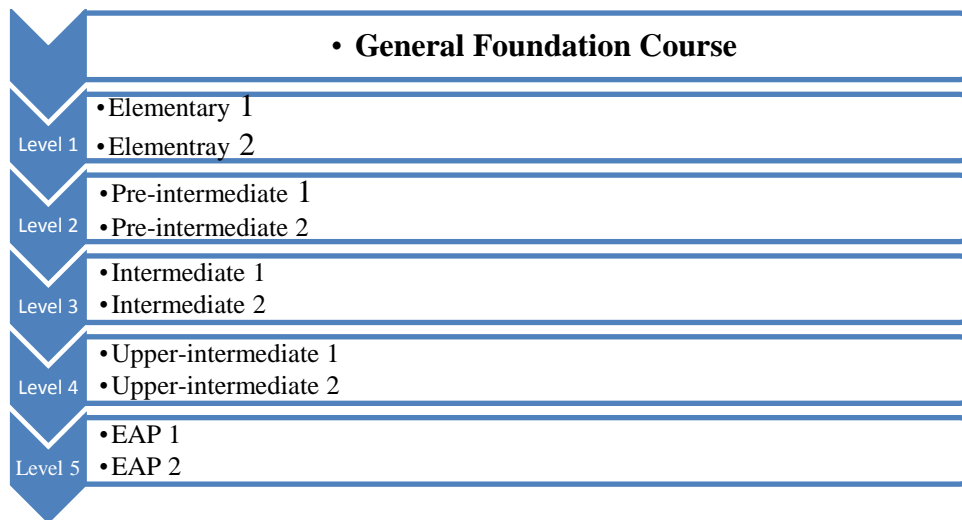 • General Foundation Course
Level 1
• Elementary 1
• Elementray 2
Level 2
• Pre-intermediate 1
• Pre-intermediate 2
Level 3
• Intermediate 1
• Intermediate 2
Level 4
• Upper-intermediate 1
• Upper-intermediate 2
Level 5
• EAP 1
• EAP 2